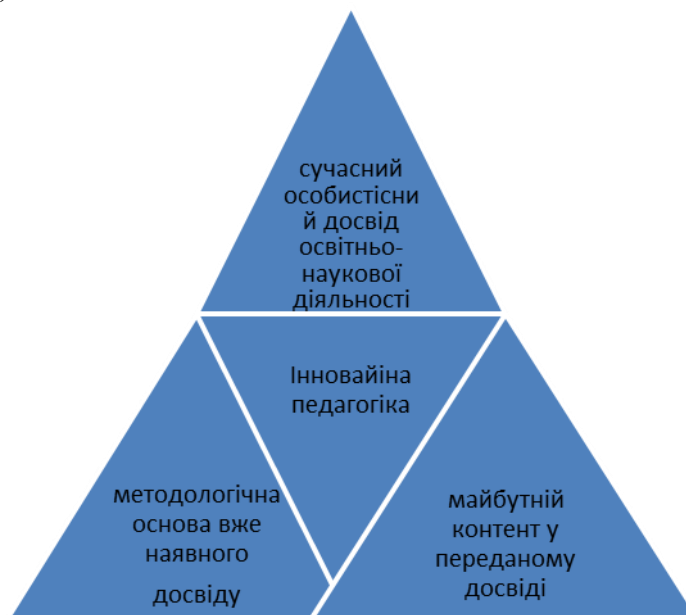 сучасний
особистісни
й досвід
освітньо-
наукової
діяльності
Інновайіна
педагогіка
методологічна
основа вже
наявного
досвіду
майбутній
контент у
переданому
досвіді